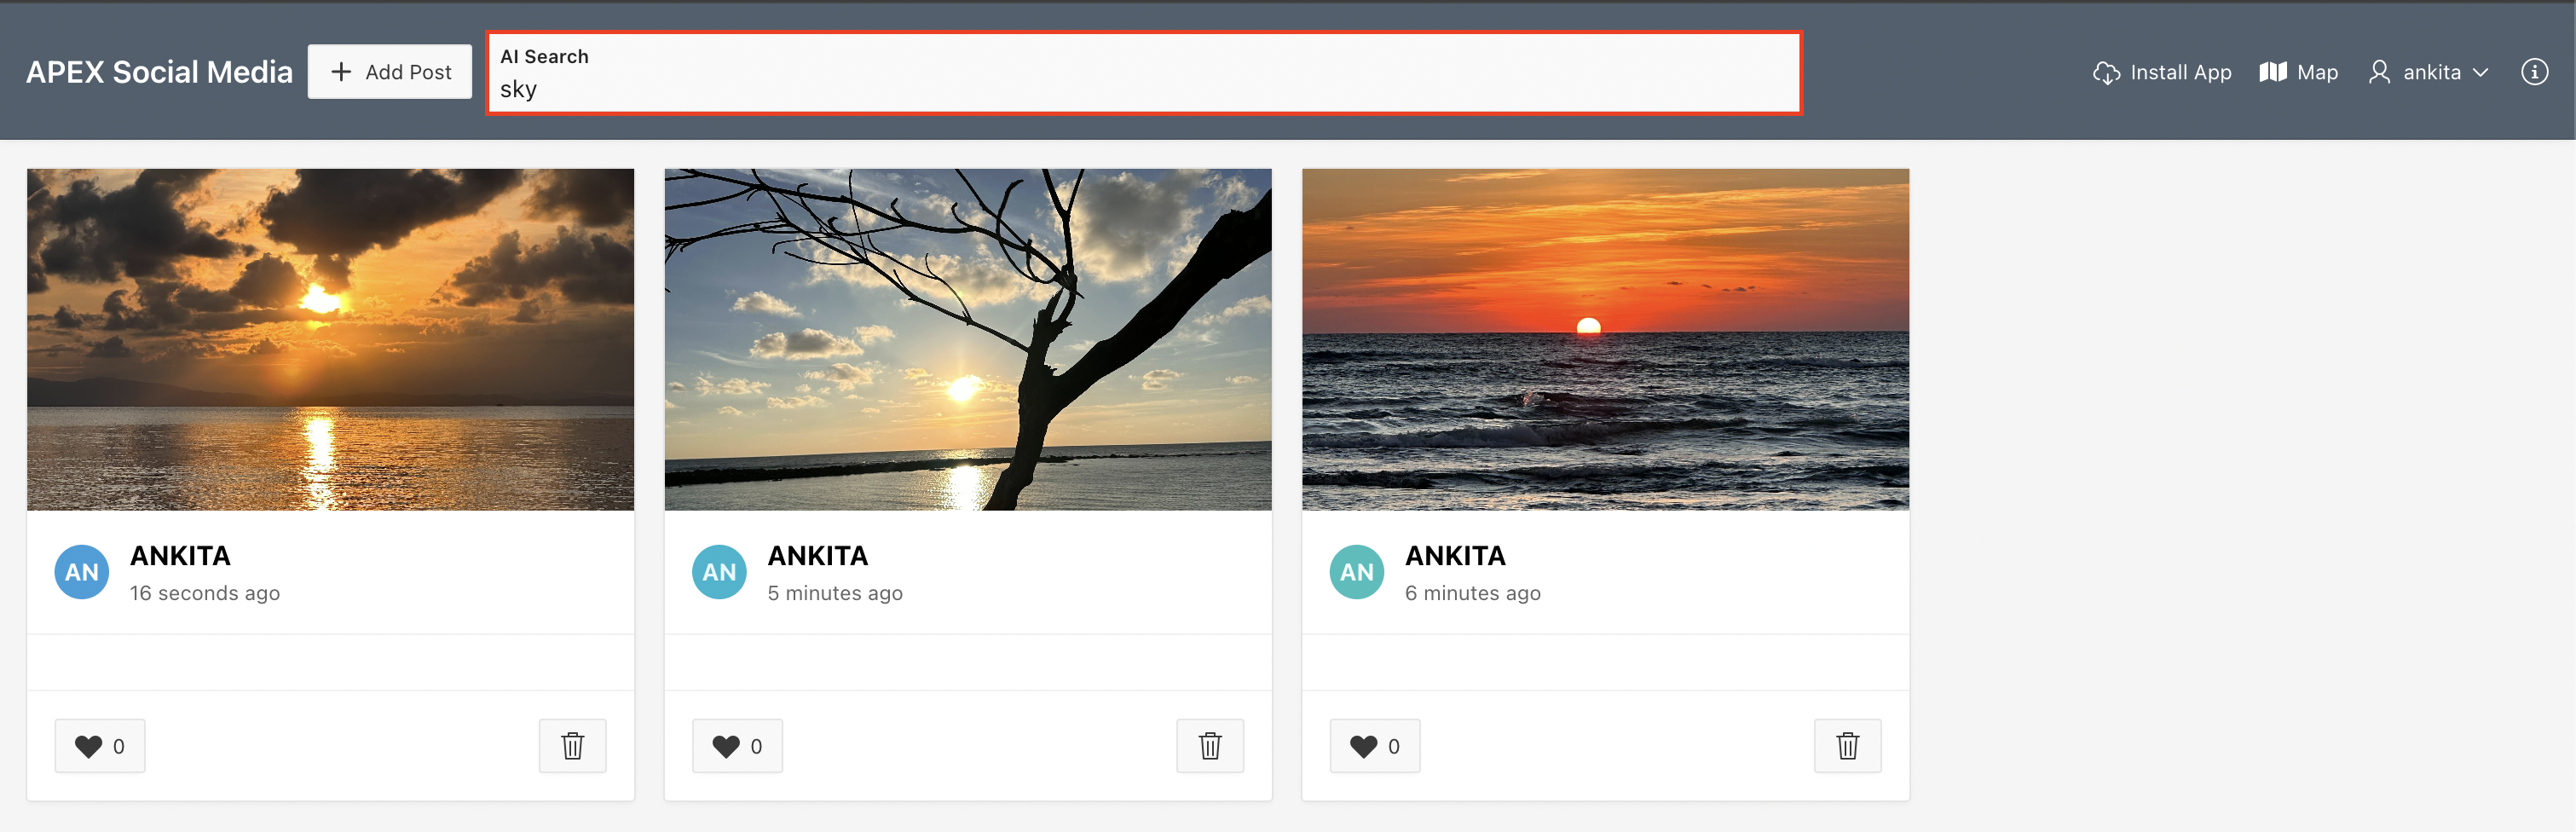 APEX Social Media
Add Post
AI Search
sky
Install App
Map
ankita
AN
ANKITA
16 seconds ago
0
AN
ANKITA
5 minutes ago
0
AN
ANKITA
6 minutes ago
0